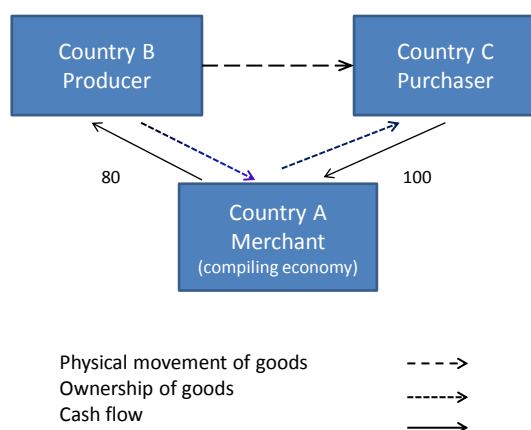 Country B
Producer
Country C
Purchaser
80
100
Country A
Merchant
(compiling economy)
Physical movement of goods
Ownership of goods
Cash flow